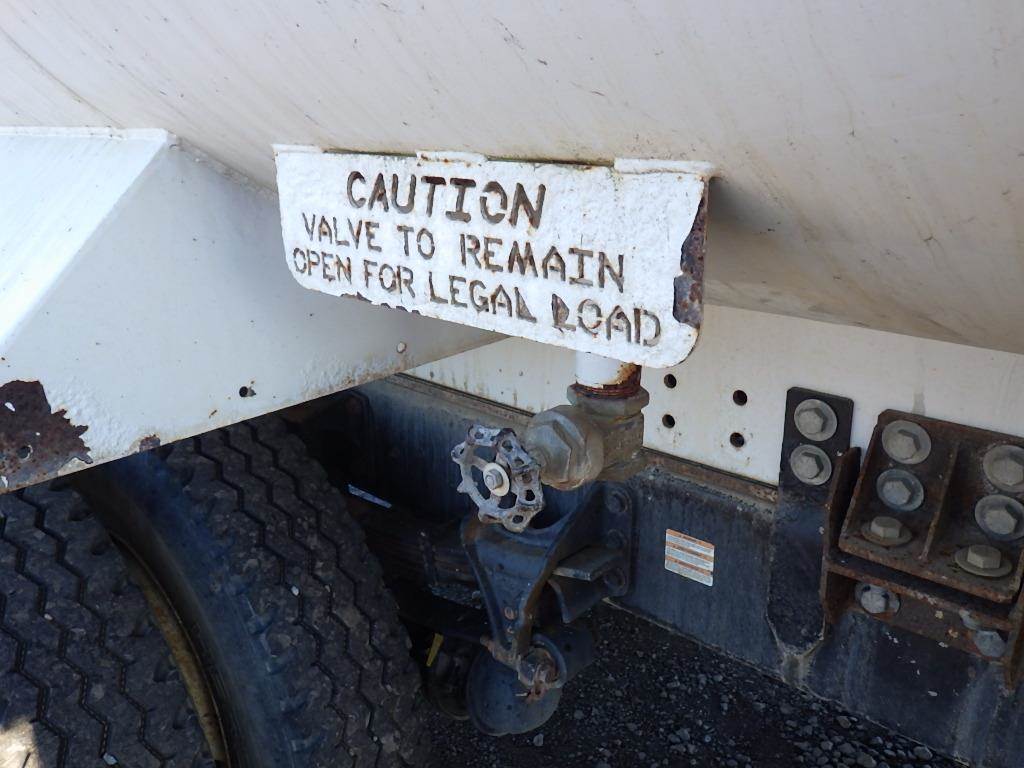 CAUTION
VALVE TO REMAIN
OPEN FOR LEGAL LOAD